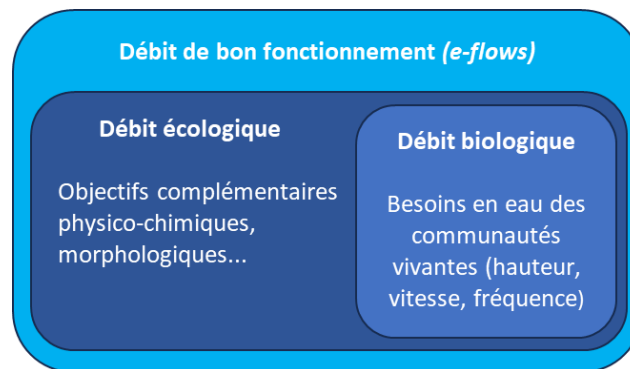 Débit de bon fonctionnement (e-flows)
Débit écologique
Objectifs complémentaires
physico-chimiques,
morphologiques...
Débit biologique
Besoins en eau des
communautés
vivantes (hauteur,
vitesse, fréquence)